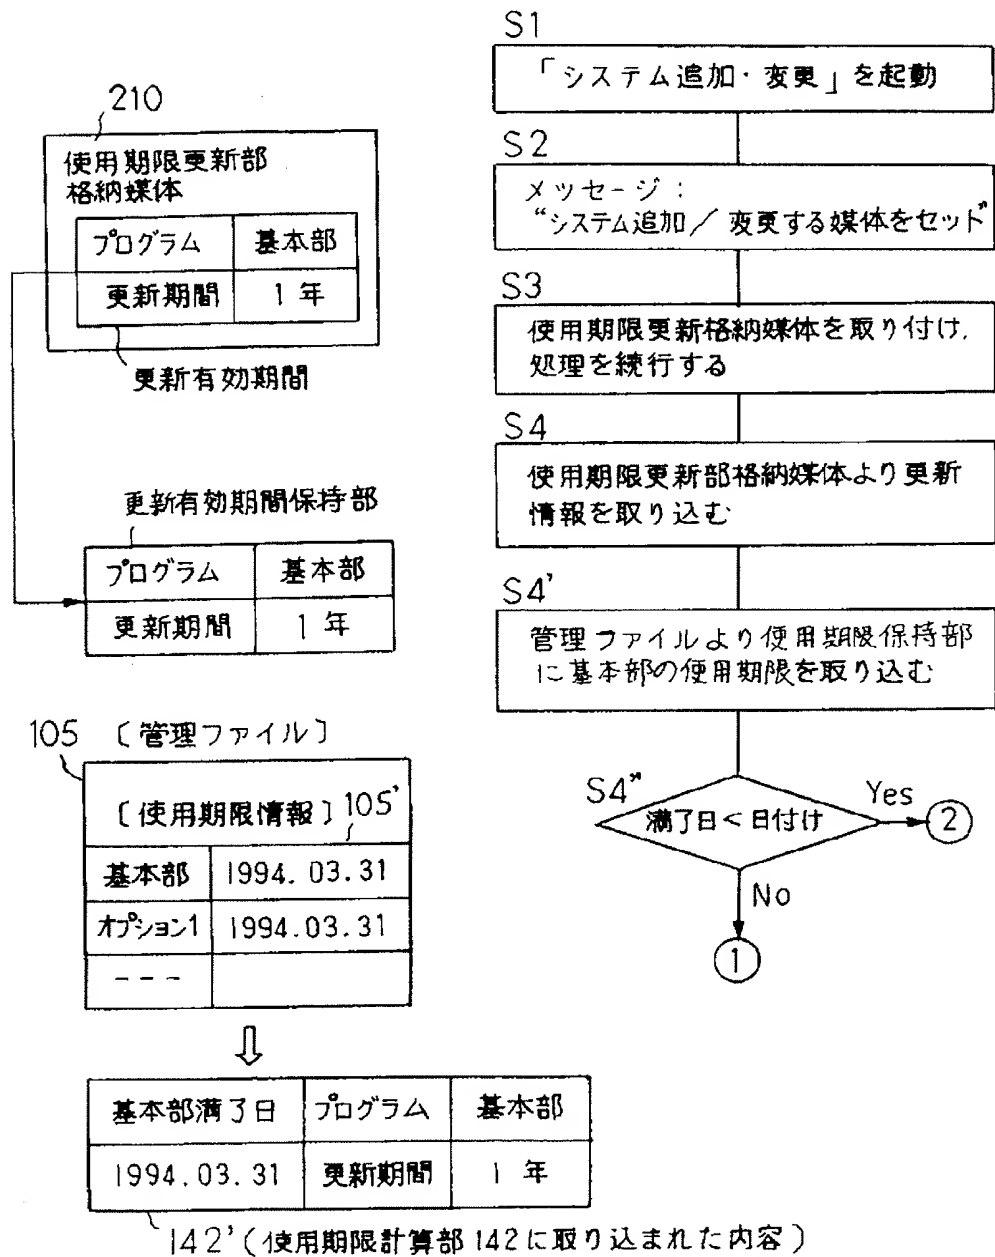 210
使用期限更新部
格納媒体
プログラム 基本部
更新期間 1年
更新有効期間
更新有効期間保持部
プログラム 基本部
更新期間 1年
105 〔管理ファイル〕
〔使用期限情報〕105'
基本部 1994.03.31
オプション1 1994.03.31
---
基本部満了日 プログラム 基本部
1994.03.31 更新期間 1年
142'(使用期限計算部142に取り込まれた内容)
S1
「システム追加・変更」を起動
S2
メッセージ:
“システム追加/変更する媒体をセット”
S3
使用期限更新格納媒体を取り付け,
処理を続行する
S4
使用期限更新部格納媒体より更新
情報を取り込む
S4'
管理ファイルより使用期限保持部
に基本部の使用期限を取り込む
S4"
満了日<日付け
Yes
2
No
1